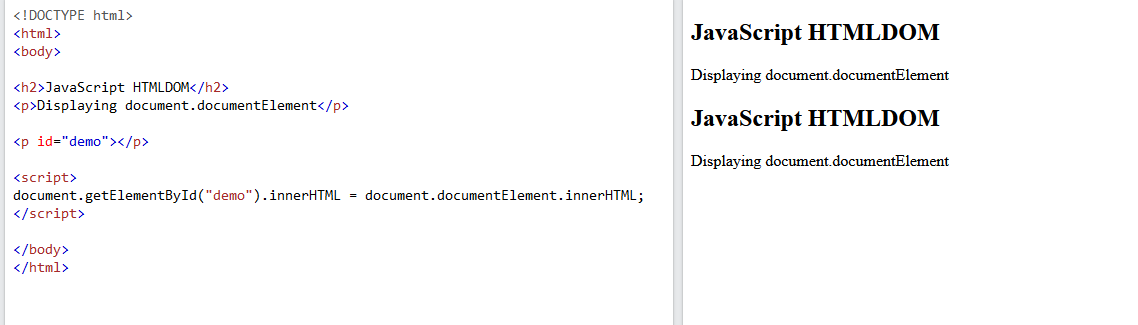 <!DOCTYPE html>
<html>
<body>
<h2>JavaScript HTMLDOM</h2>
<p>Displaying document.documentElement</p>
<p id="demo"></p>
<script>
document.getElementById("demo").innerHTML = document.documentElement.innerHTML;
</script>
</body>
</html>
JavaScript HTMLDOM
Displaying document.documentElement
JavaScript HTMLDOM
Displaying document.documentElement